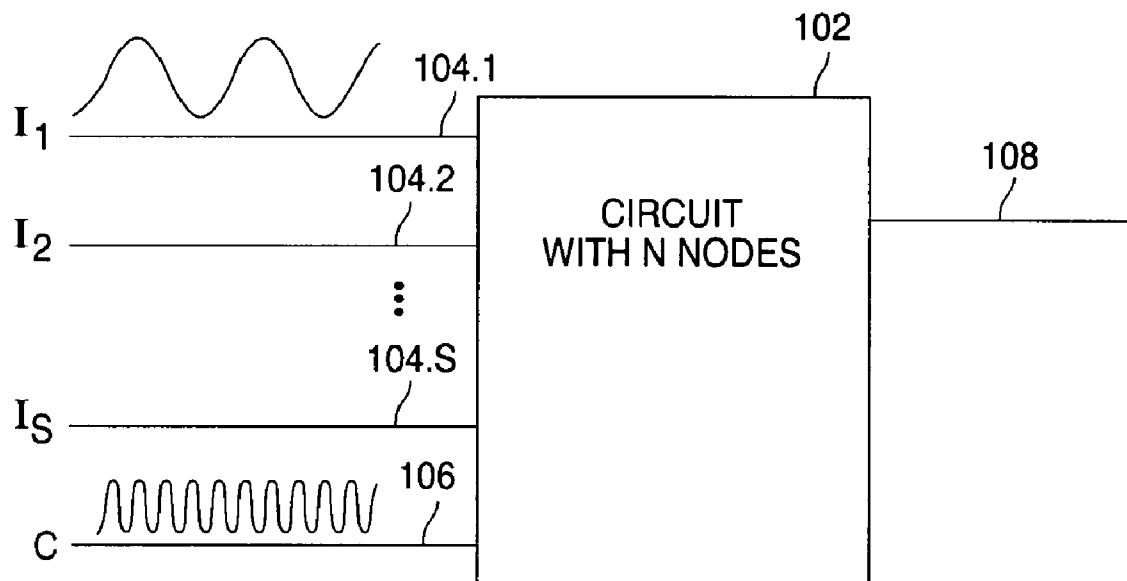 102
104.1
I1
108
104.2
CIRCUIT
WITH N NODES
I2
104.S
IS
106
C